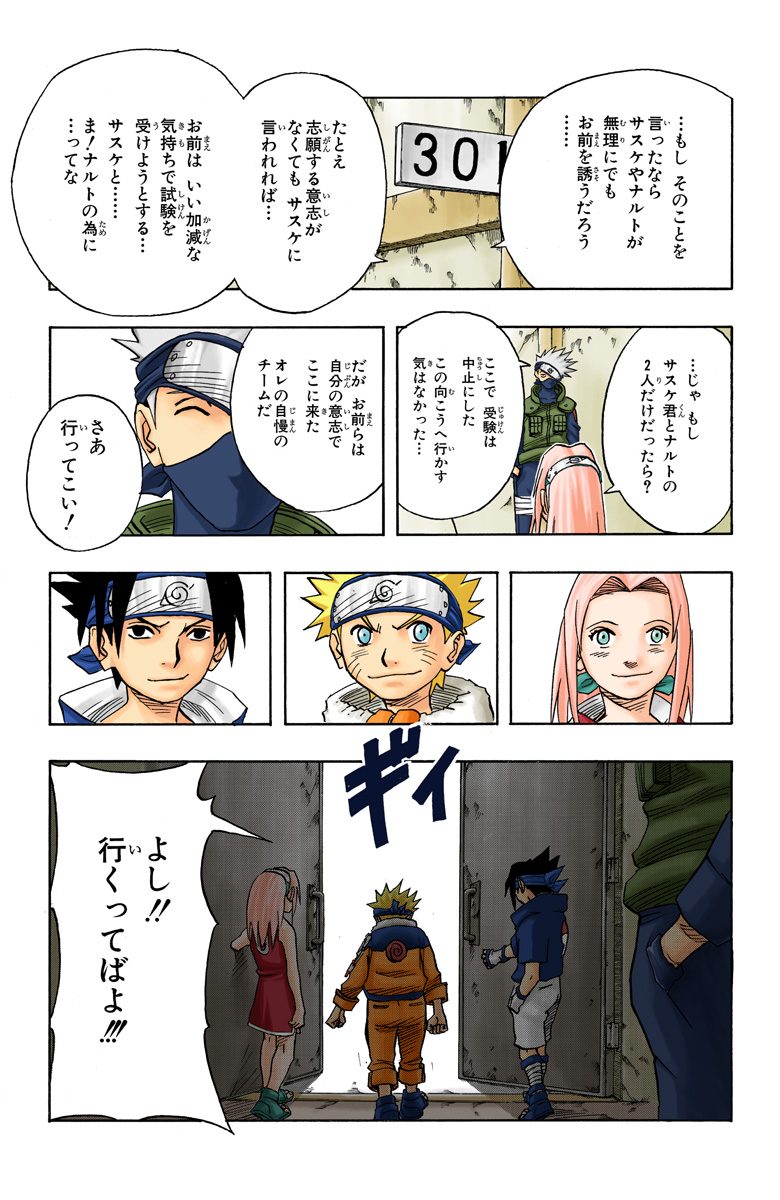 …もし そのことを
言ったなら
サスケやナルトが
無理にでも
お前を誘うだろう
……
301
たとえ
志願する意志が
なくても サスケに
言われれば…
お前は いい加減な
気持ちで試験を
受けようとする…
サスケと……
ま!ナルトの為に
…ってな
…じゃ もし
サスケ君とナルトの
2人だけだったら?
ここで 受験は
中止にした
この向こうへ行かす
気はなかった…
だが お前らは
自分の意志で
ここに来た
オレの自慢の
チームだ
さあ
行ってこい!
ギィ
よし!!
行くってばよ!!!